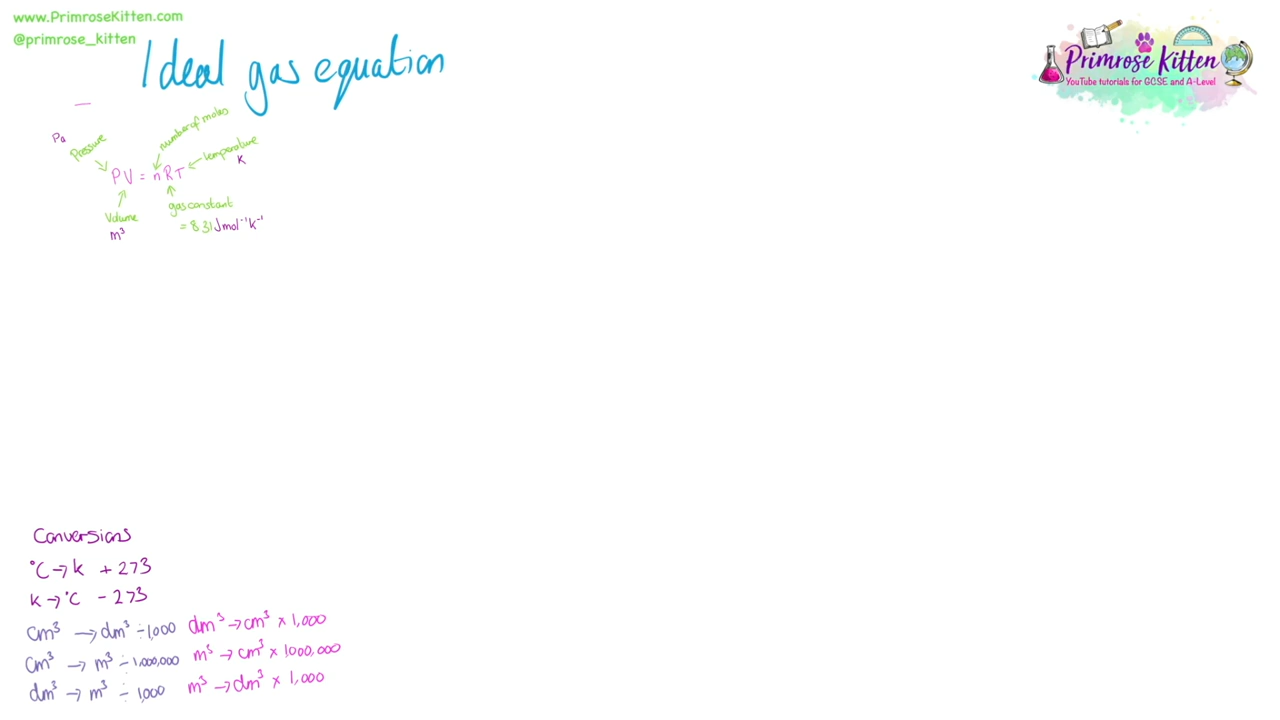 www.PrimroseKitten.com
@primrose_kitten
Ideal gas equation
Primrose Kitten
YouTube tutorials for GCSE and A-Level
number of moles
Pa
Pressure
temperature
K
PV = nRT
gas constant
= 8.31 Jmol⁻¹K⁻¹
Volume
m³
Conversions
°C → K + 273
K → °C - 273
cm³ → dm³ ÷ 1,000
dm³ → cm³ × 1,000
cm³ → m³ ÷ 1,000,000
m³ → cm³ × 1000,000
dm³ → m³ ÷ 1,000
m³ → dm³ × 1,000